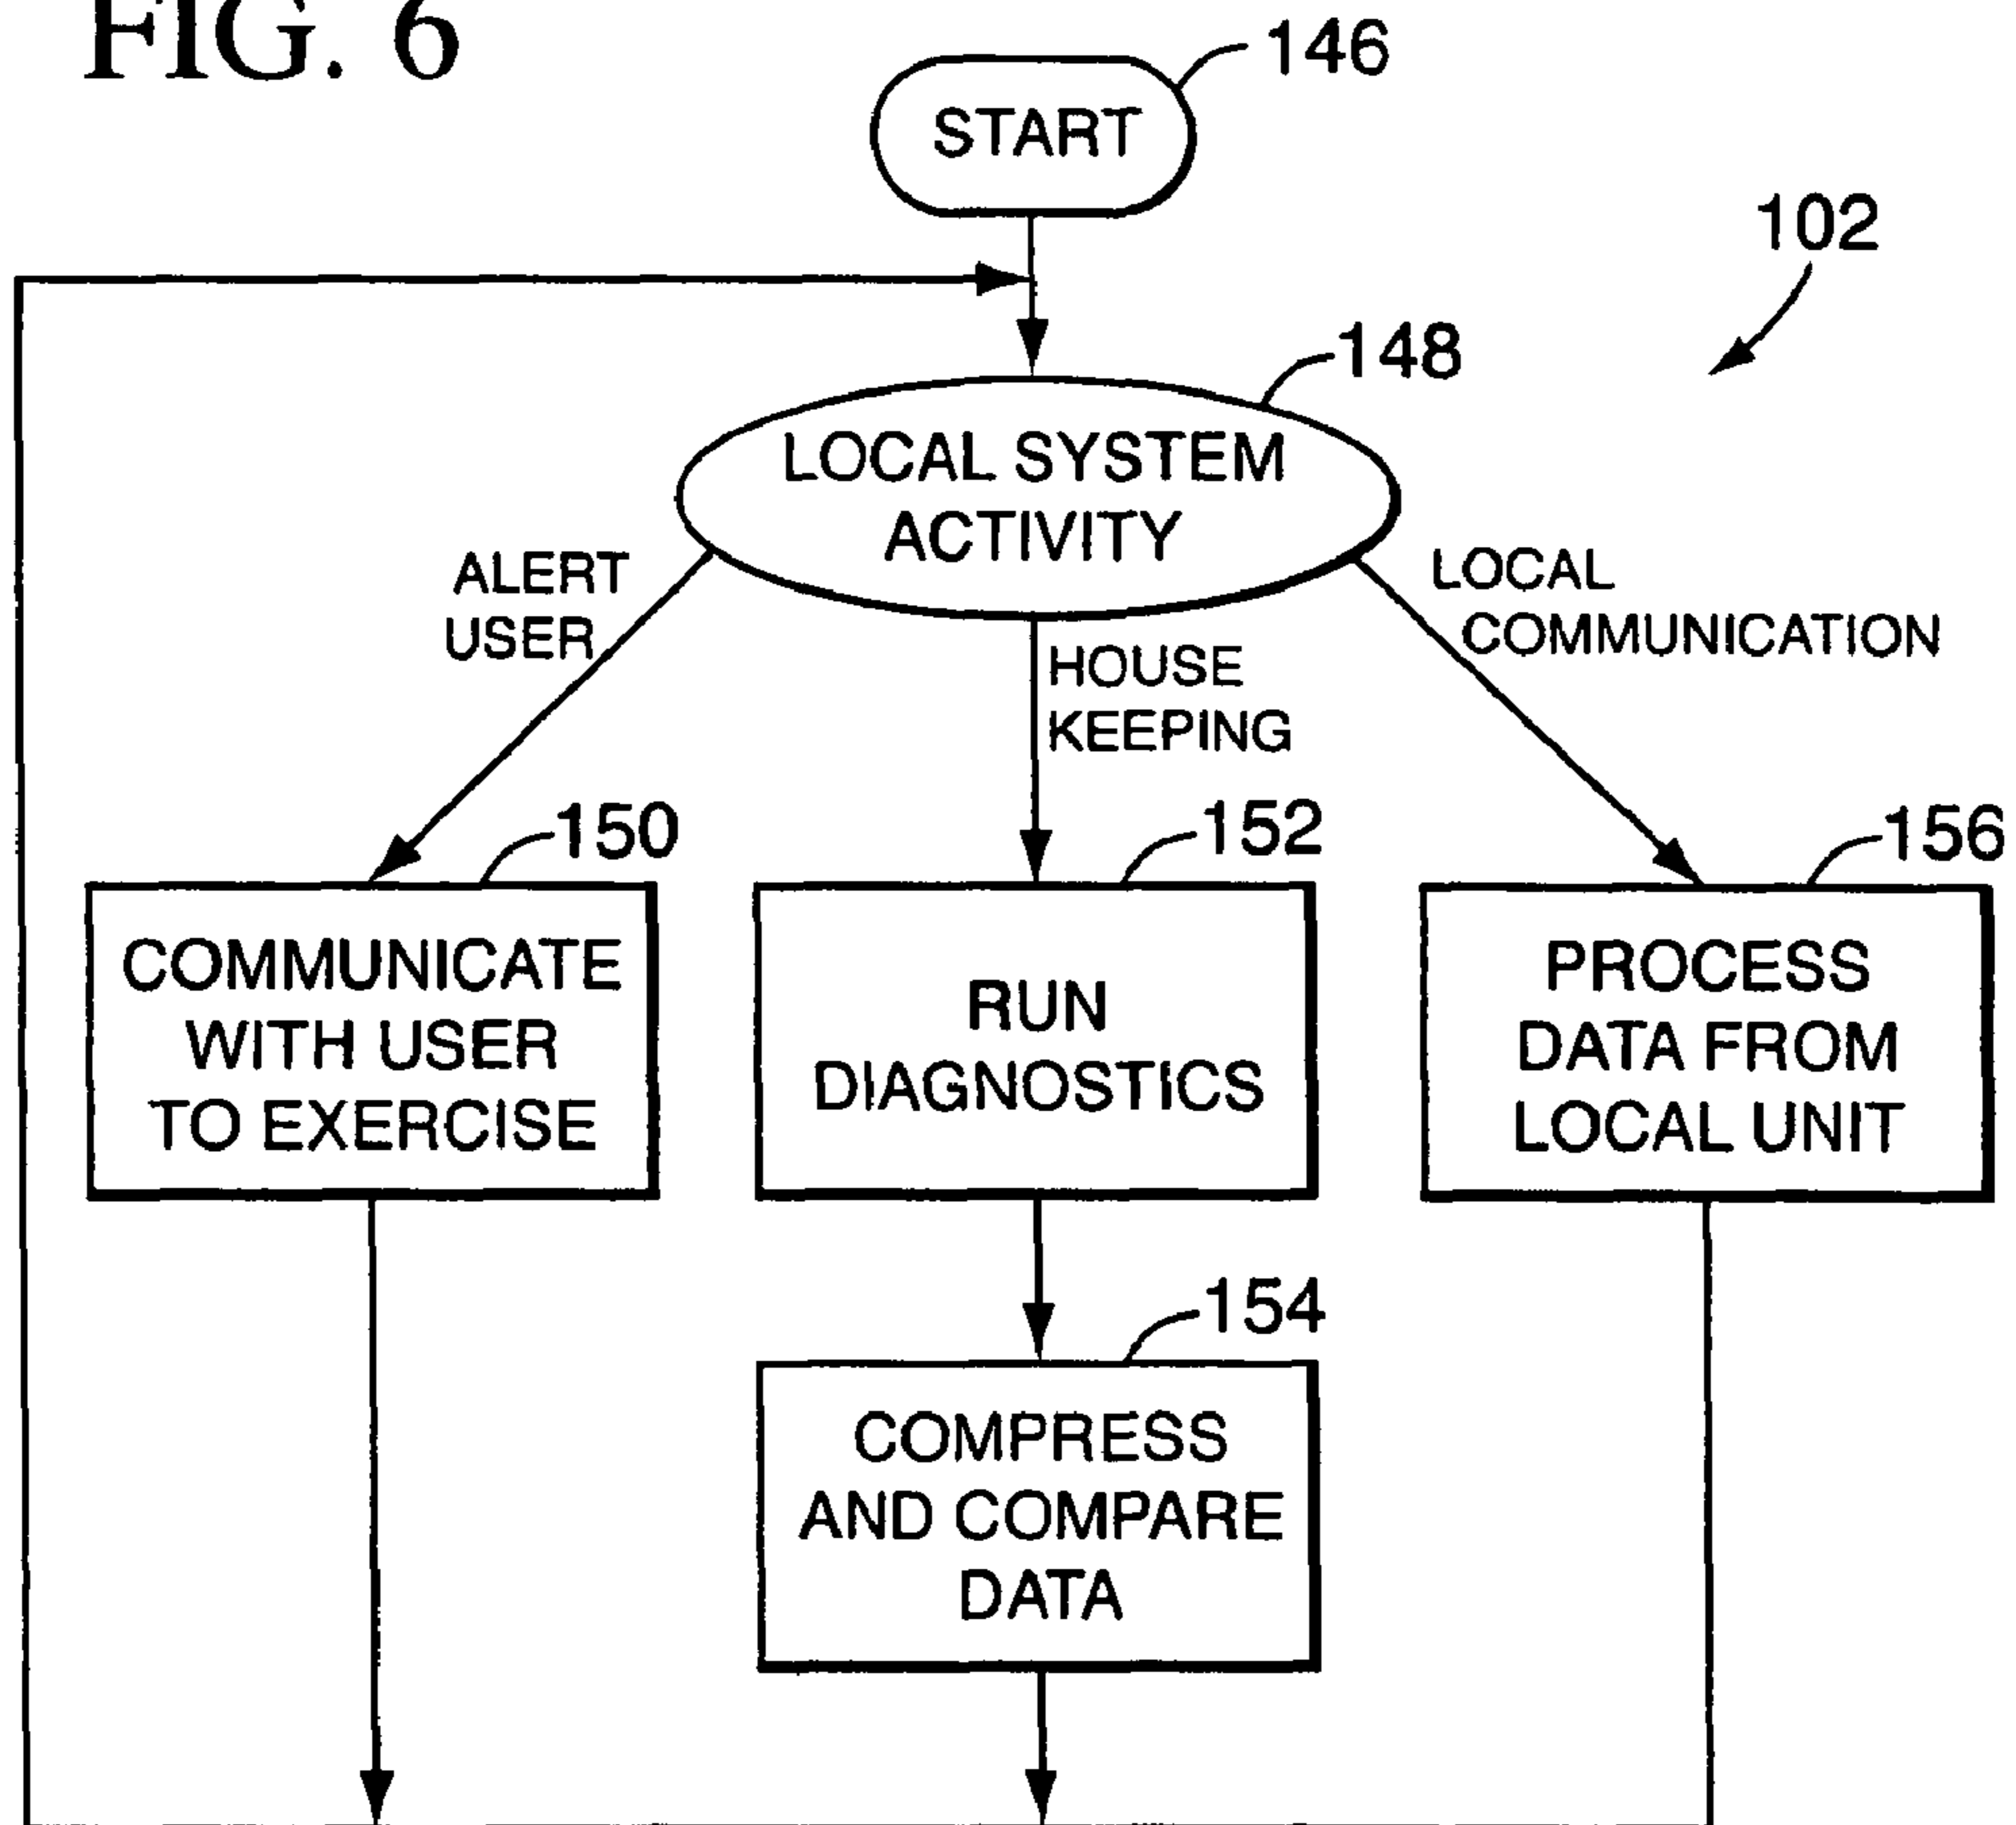 FIG. 6
146
START
102
148
LOCAL SYSTEM
ACTIVITY
ALERT
USER
HOUSE
KEEPING
LOCAL
COMMUNICATION
150
152
156
COMMUNICATE
WITH USER
TO EXERCISE
RUN
DIAGNOSTICS
PROCESS
DATA FROM
LOCAL UNIT
154
COMPRESS
AND COMPARE
DATA